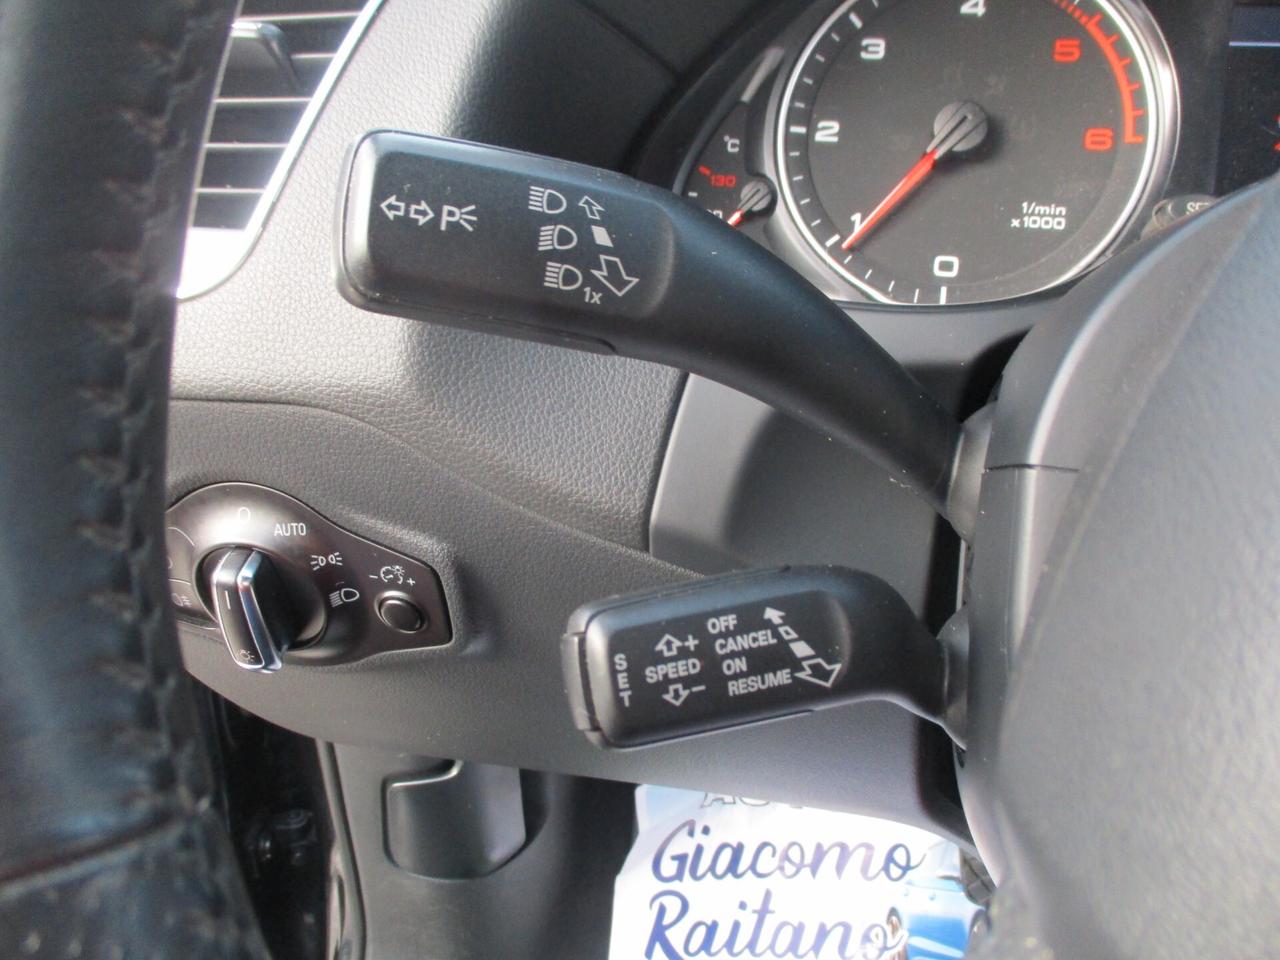 4
3
5
2
6
1
0
1/min
x1000
°C
130
P
1x
AUTO
- +
OFF
+ CANCEL
SPEED ON
- RESUME
SET
Giacomo
Raitano